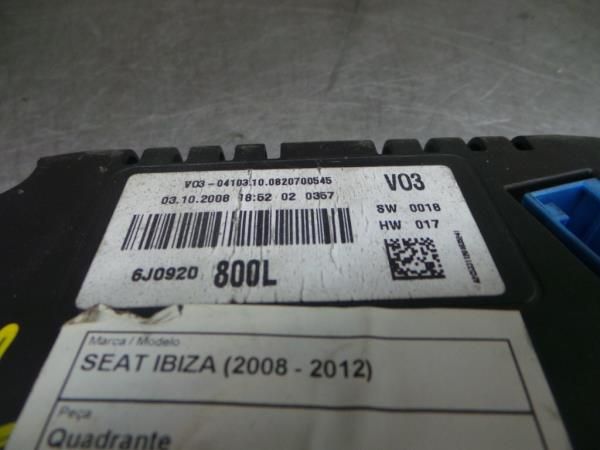 V03-04103.10.0820700545
03.10.2008 18:52 02 0357
V03
SW 0018
HW 017
6J0920 800L
Marca / Modelo
SEAT IBIZA (2008 - 2012)
Peça
Quadrante